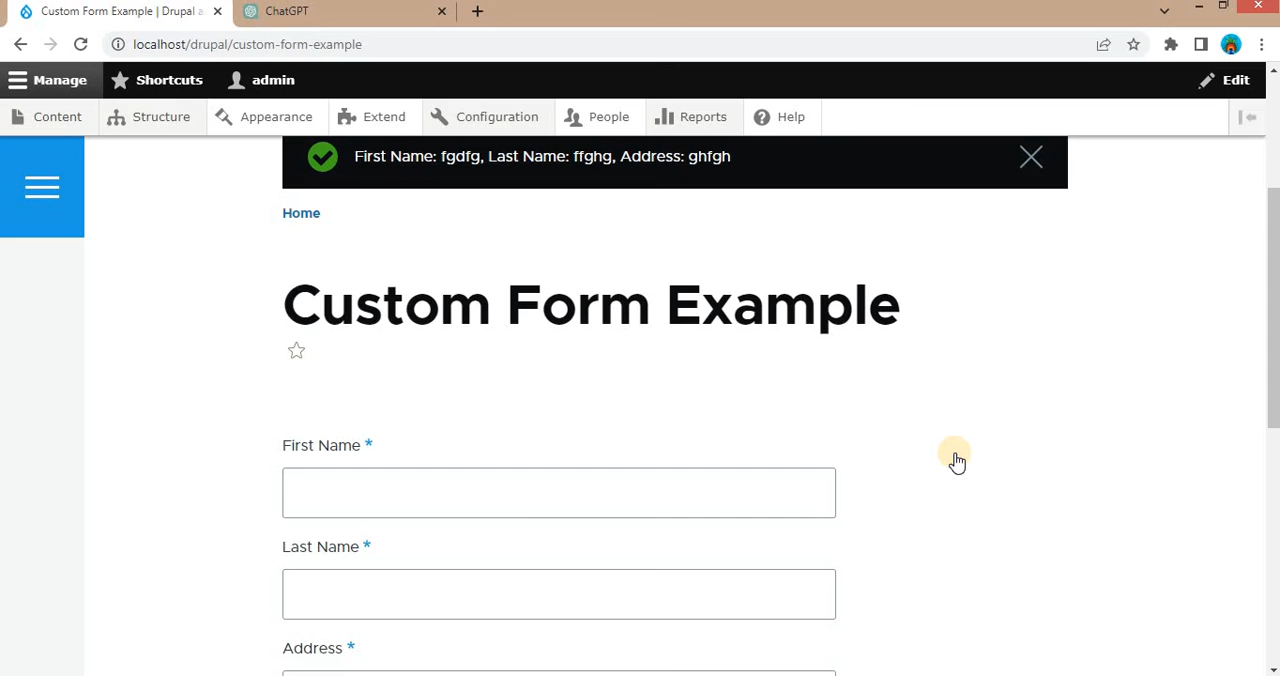 Custom Form Example | Drupal a
ChatGPT
localhost/drupal/custom-form-example
Manage
Shortcuts
admin
Edit
Content
Structure
Appearance
Extend
Configuration
People
Reports
Help
First Name: fgdfg, Last Name: ffghg, Address: ghfgh
Home
Custom Form Example
First Name *
Last Name *
Address *